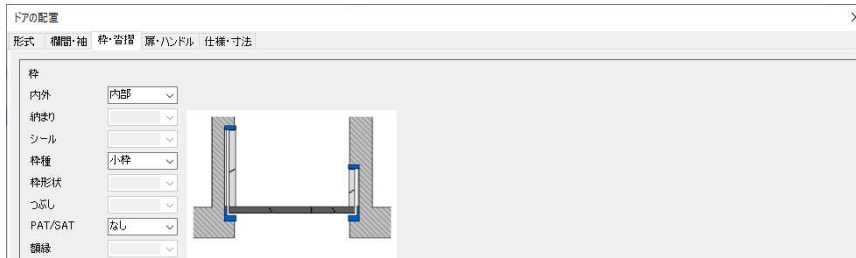 ドアの配置
形式 欄間・袖 枠・沓摺 扉・ハンドル 仕様・寸法
枠
内外 内部
納まり
シール
枠種 小枠
枠形状
つぶし
PAT/SAT なし
額縁